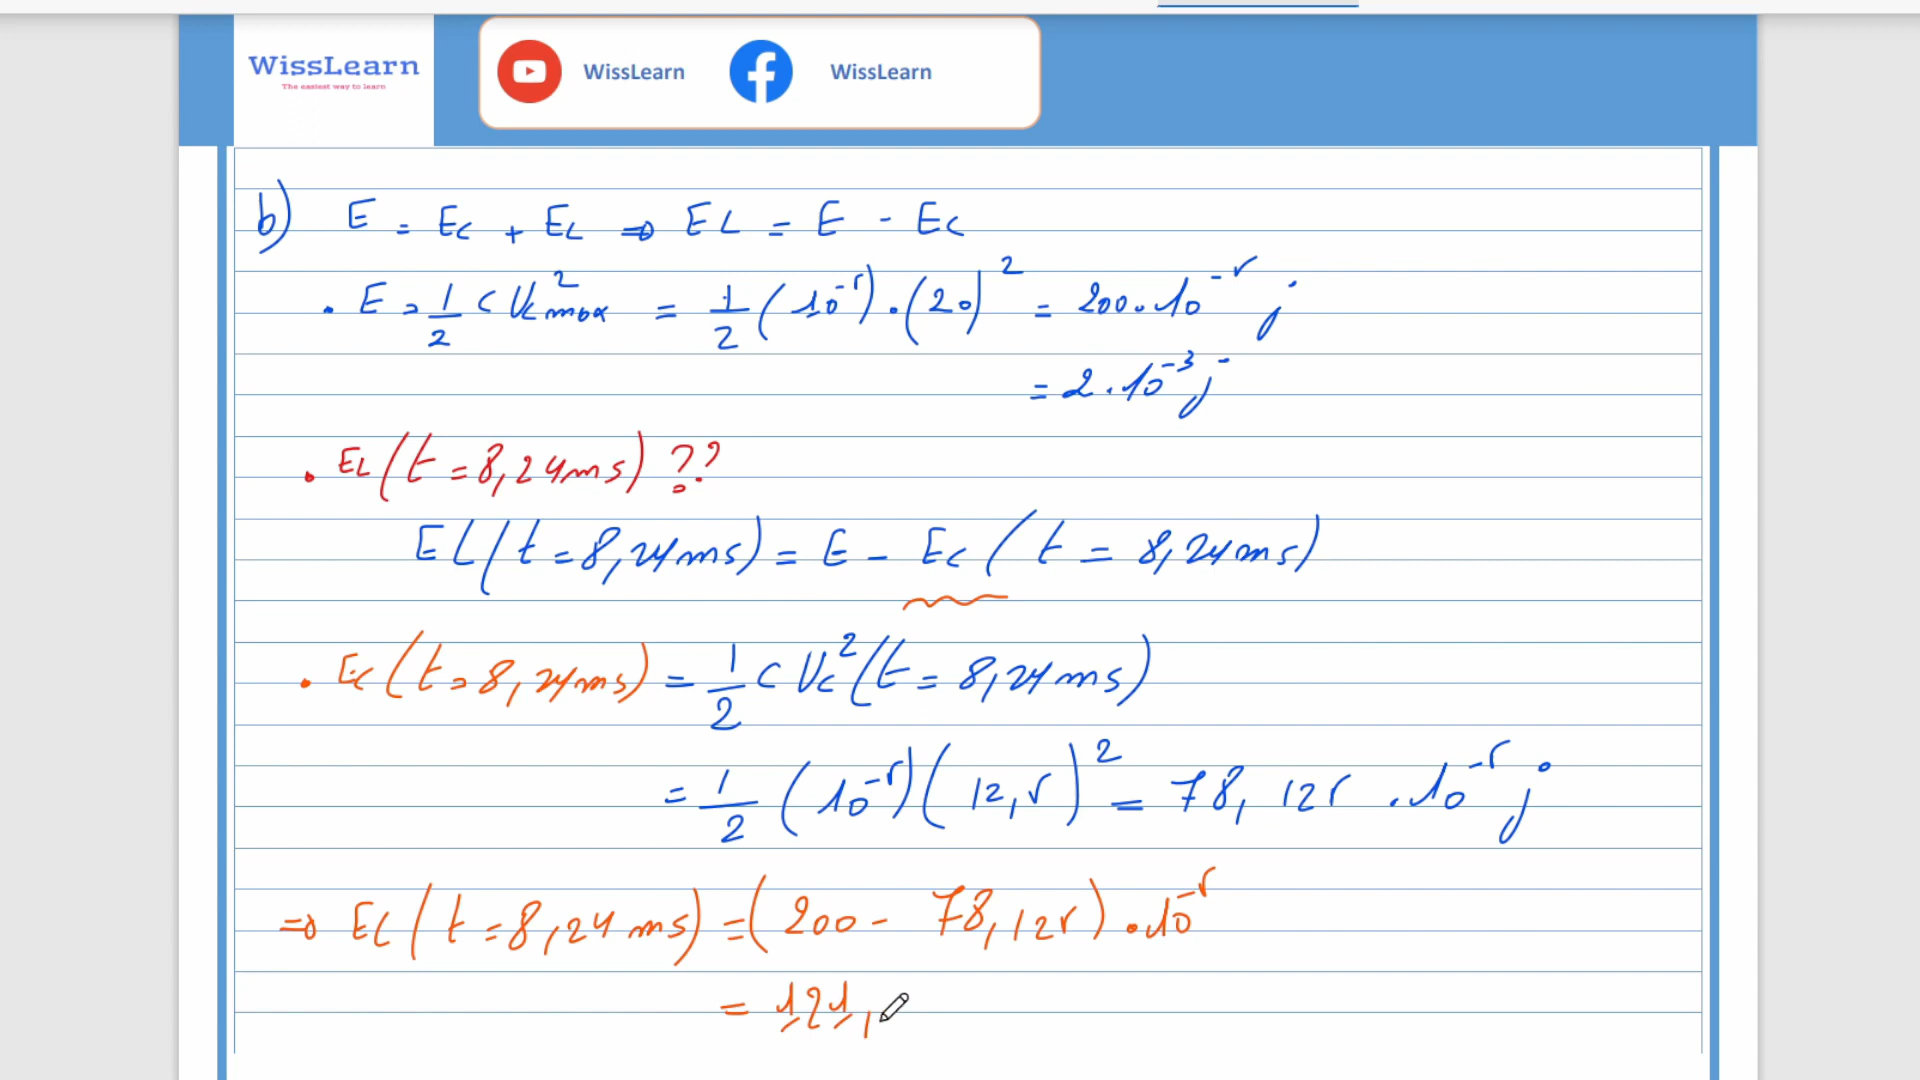 WissLearn
The easiest way to learn
WissLearn
WissLearn
b) E = Ec + EL ⇒ EL = E - Ec
. E = 1/2 C Uc²max = 1/2 (10⁻⁵).(20)² = 200.10⁻⁵ j
= 2.10⁻³ j
. EL(t = 8,24ms) ??
EL(t = 8,24ms) = E - Ec(t = 8,24ms)
. Ec(t = 8,24ms) = 1/2 C Uc²(t = 8,24ms)
= 1/2 (10⁻⁵)(12,5)² = 78,125 .10⁻⁵ j
⇒ EL(t = 8,24ms) = (200 - 78,125).10⁻⁵
= 121,